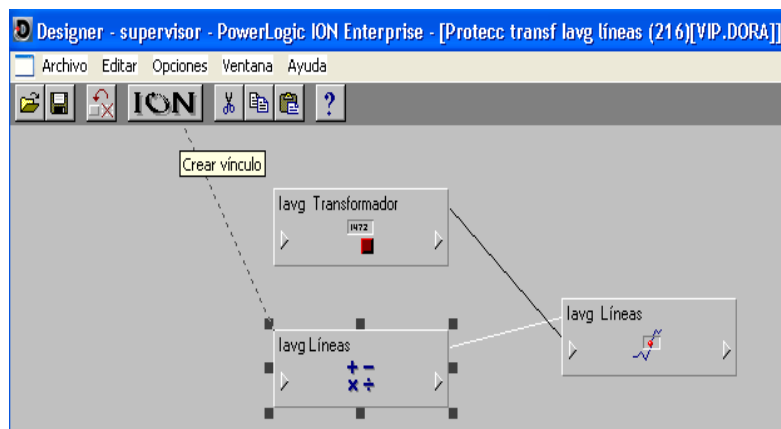 Designer - supervisor - PowerLogic ION Enterprise - [Protecc transf Iavg líneas (216)[VIP.DORA]]
Archivo Editar Opciones Ventana Ayuda
ION ?
Crear vínculo
Iavg Transformador
1472
Iavg Líneas
Iavg Líneas